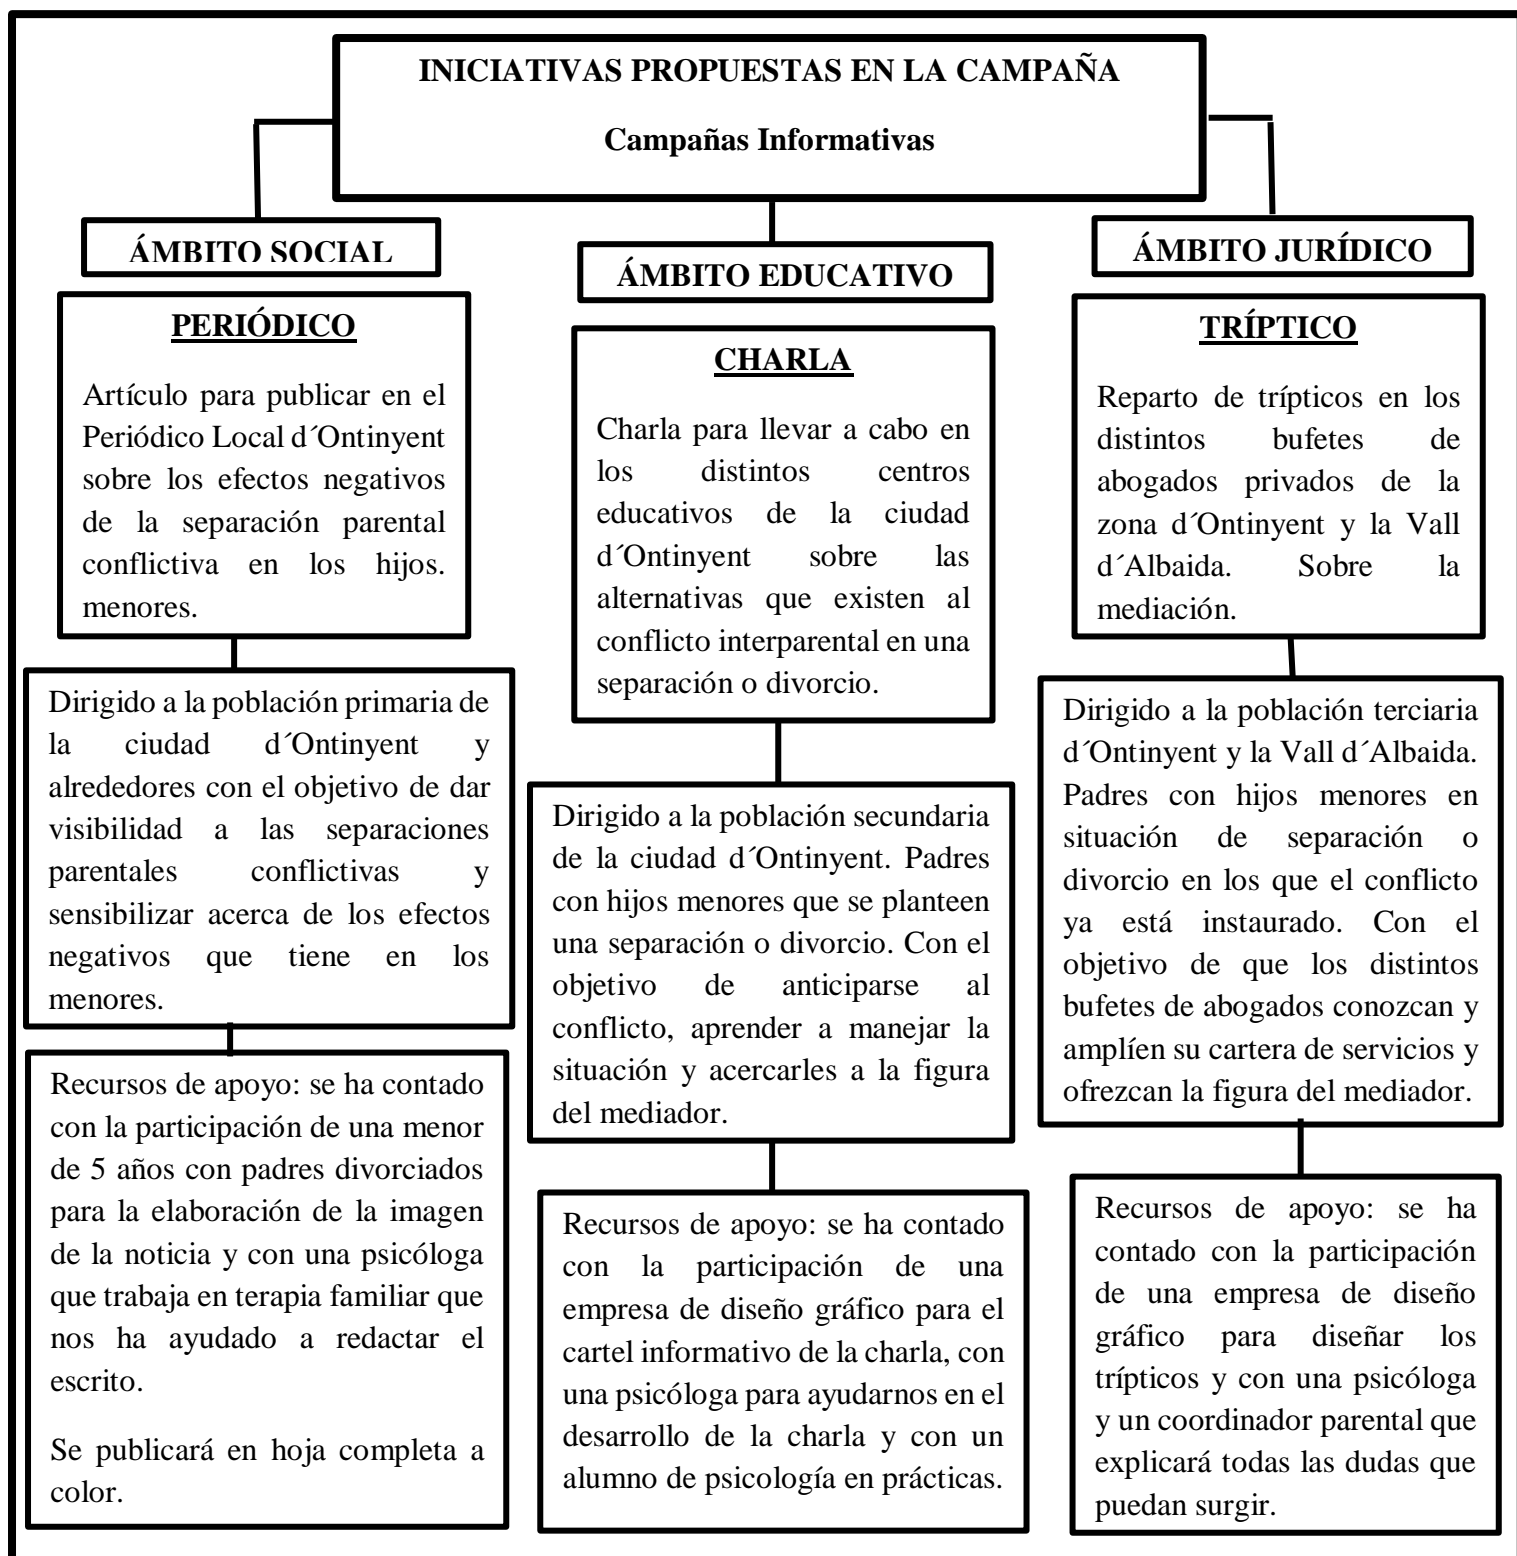 INICIATIVAS PROPUESTAS EN LA CAMPAÑA
Campañas Informativas
ÁMBITO SOCIAL
PERIÓDICO
Artículo para publicar en el
Periódico Local d´Ontinyent
sobre los efectos negativos
de la separación parental
conflictiva en los hijos.
menores.
Dirigido a la población primaria de
la ciudad d´Ontinyent y
alrededores con el objetivo de dar
visibilidad a las separaciones
parentales conflictivas y
sensibilizar acerca de los efectos
negativos que tiene en los
menores.
Recursos de apoyo: se ha contado
con la participación de una menor
de 5 años con padres divorciados
para la elaboración de la imagen
de la noticia y con una psicóloga
que trabaja en terapia familiar que
nos ha ayudado a redactar el
escrito.
Se publicará en hoja completa a
color.
ÁMBITO EDUCATIVO
CHARLA
Charla para llevar a cabo en
los distintos centros
educativos de la ciudad
d´Ontinyent sobre las
alternativas que existen al
conflicto interparental en una
separación o divorcio.
Dirigido a la población secundaria
de la ciudad d´Ontinyent. Padres
con hijos menores que se planteen
una separación o divorcio. Con el
objetivo de anticiparse al
conflicto, aprender a manejar la
situación y acercarles a la figura
del mediador.
Recursos de apoyo: se ha contado
con la participación de una
empresa de diseño gráfico para el
cartel informativo de la charla, con
una psicóloga para ayudarnos en el
desarrollo de la charla y con un
alumno de psicología en prácticas.
ÁMBITO JURÍDICO
TRÍPTICO
Reparto de trípticos en los
distintos bufetes de
abogados privados de la
zona d´Ontinyent y la Vall
d´Albaida. Sobre la
mediación.
Dirigido a la población terciaria
d´Ontinyent y la Vall d´Albaida.
Padres con hijos menores en
situación de separación o
divorcio en los que el conflicto
ya está instaurado. Con el
objetivo de que los distintos
bufetes de abogados conozcan y
amplíen su cartera de servicios y
ofrezcan la figura del mediador.
Recursos de apoyo: se ha
contado con la participación
de una empresa de diseño
gráfico para diseñar los
trípticos y con una psicóloga
y un coordinador parental que
explicará todas las dudas que
puedan surgir.